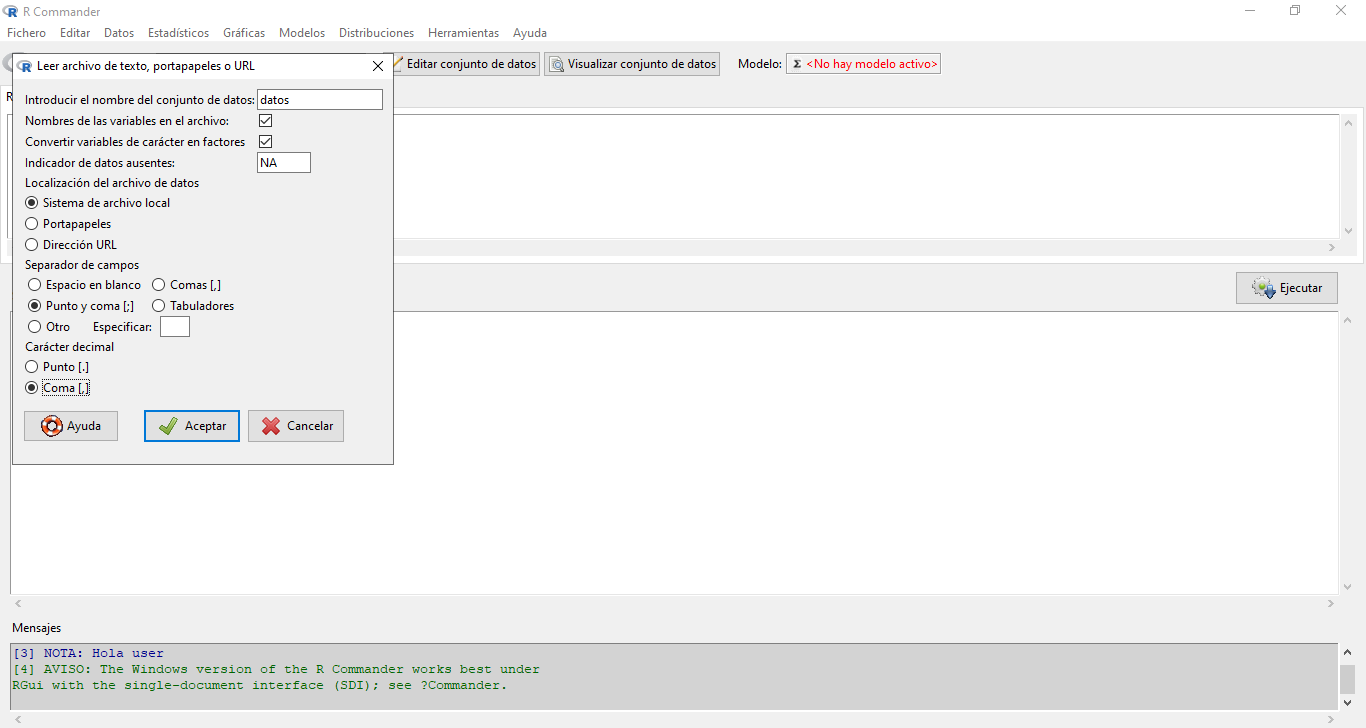 R Commander
Fichero Editar Datos Estadísticos Gráficas Modelos Distribuciones Herramientas Ayuda
Leer archivo de texto, portapapeles o URL
Editar conjunto de datos Visualizar conjunto de datos Modelo: Σ <No hay modelo activo>
R
Introducir el nombre del conjunto de datos: datos
Nombres de las variables en el archivo:
Convertir variables de carácter en factores
Indicador de datos ausentes: NA
Localización del archivo de datos
Sistema de archivo local
Portapapeles
Dirección URL
Separador de campos
Espacio en blanco Comas [,]
Punto y coma [;] Tabuladores
Otro Especificar:
Carácter decimal
Punto [.]
Coma [,]
Ayuda Aceptar Cancelar
Ejecutar
Mensajes
[3] NOTA: Hola user
[4] AVISO: The Windows version of the R Commander works best under
RGui with the single-document interface (SDI); see ?Commander.